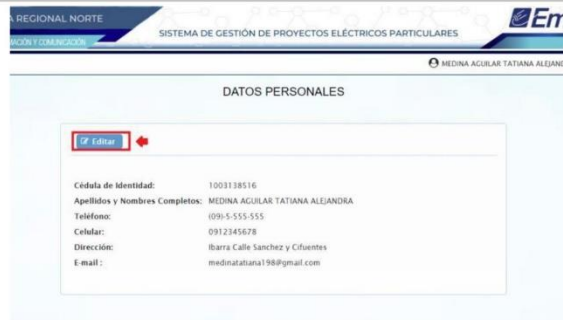 A REGIONAL NORTE
MACIÓN Y COMUNICACIÓN
SISTEMA DE GESTIÓN DE PROYECTOS ELÉCTRICOS PARTICULARES
Em
MEDINA AGUILAR TATIANA ALEJAND
DATOS PERSONALES
Editar
Cédula de Identidad: 1003138516
Apellidos y Nombres Completos: MEDINA AGUILAR TATIANA ALEJANDRA
Teléfono: (09)-5-555-555
Celular: 0912345678
Dirección: Ibarra Calle Sanchez y Cifuentes
E-mail : medinatatiana198@gmail.com